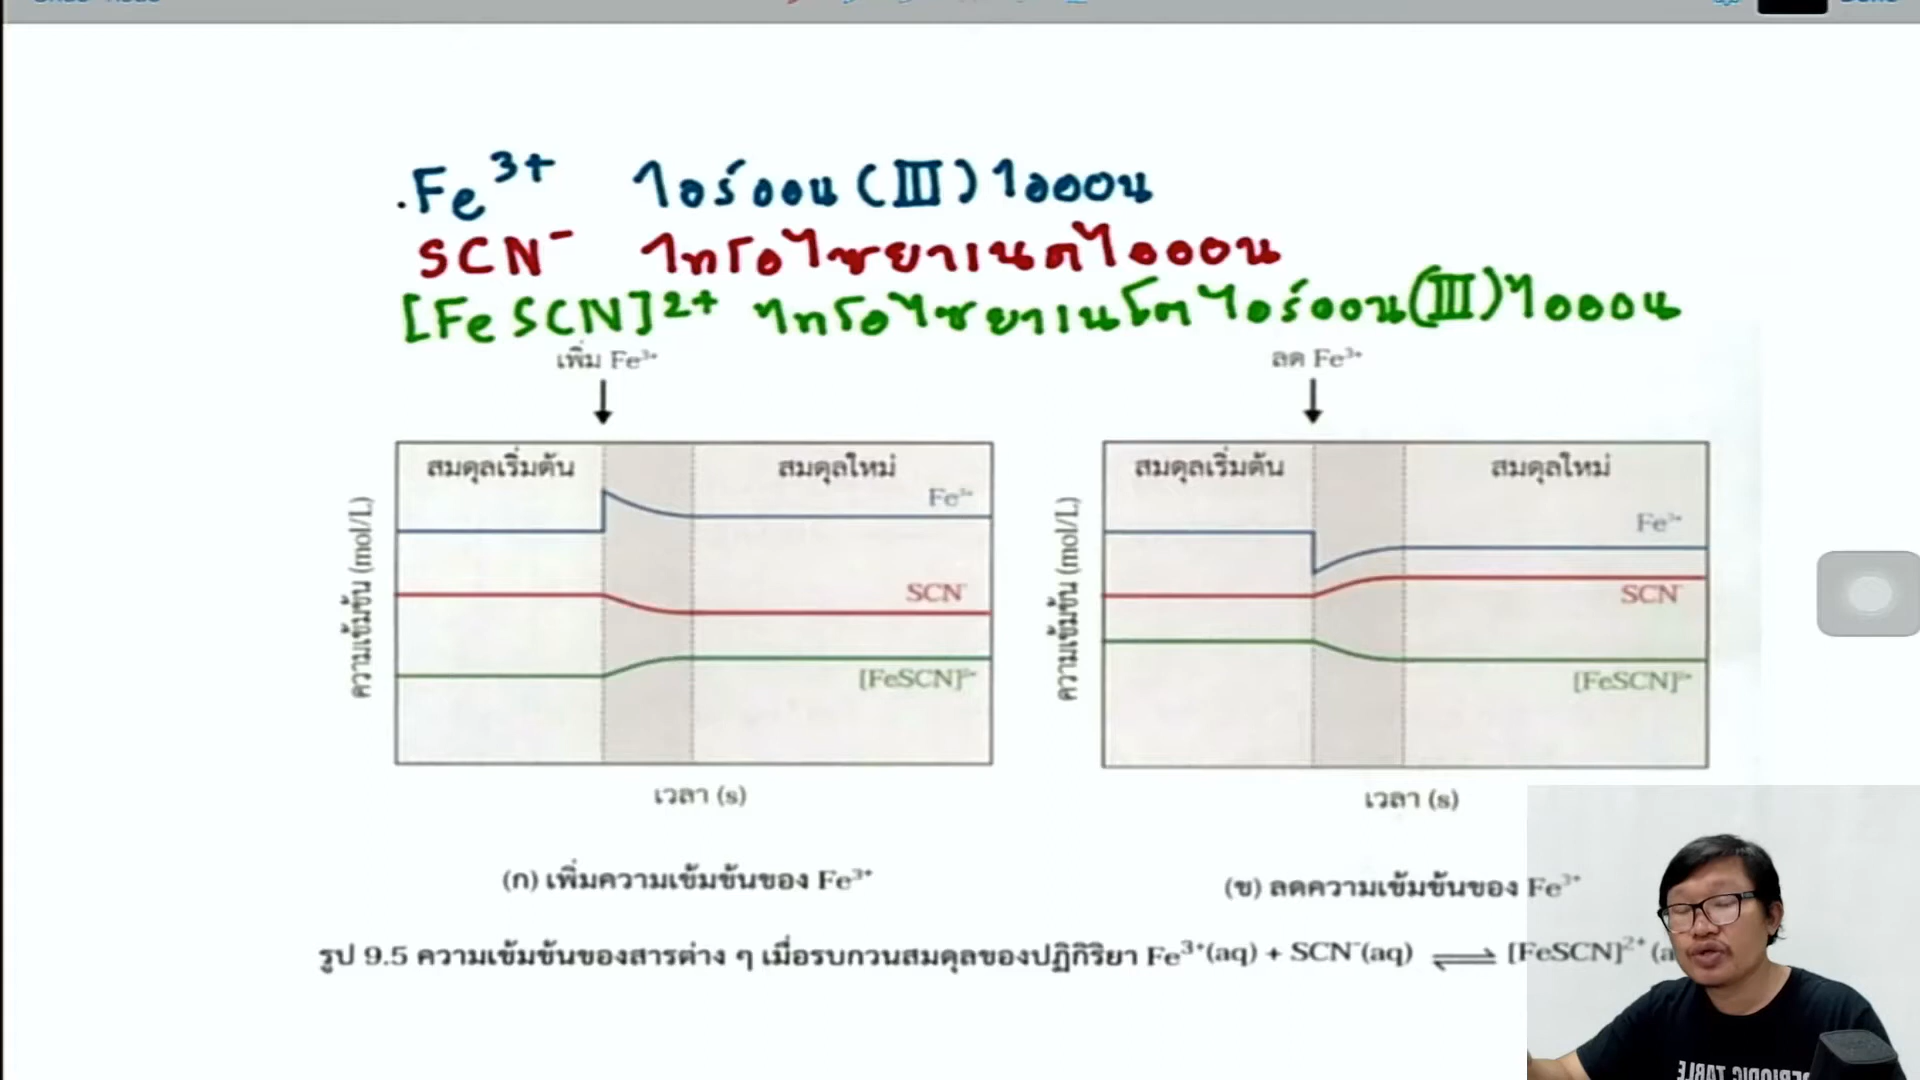 .Fe³⁺ ไอร์ออน(III)ไอออน
SCN⁻ ไทโอไซยาเนตไอออน
[FeSCN]²⁺ ไทโอไซยาเนโตไอร์ออน(III)ไอออน
เพิ่ม Fe³⁺
ลด Fe³⁺
สมดุลเริ่มต้น
สมดุลใหม่
Fe³⁺
SCN⁻
[FeSCN]²⁺
ความเข้มข้น (mol/L)
เวลา (s)
สมดุลเริ่มต้น
สมดุลใหม่
Fe³⁺
SCN⁻
[FeSCN]²⁺
ความเข้มข้น (mol/L)
เวลา (s)
(ก) เพิ่มความเข้มข้นของ Fe³⁺
(ข) ลดความเข้มข้นของ Fe³⁺
รูป 9.5 ความเข้มข้นของสารต่าง ๆ เมื่อรบกวนสมดุลของปฏิกิริยา Fe³⁺(aq) + SCN⁻(aq) ⇌ [FeSCN]²⁺ (a